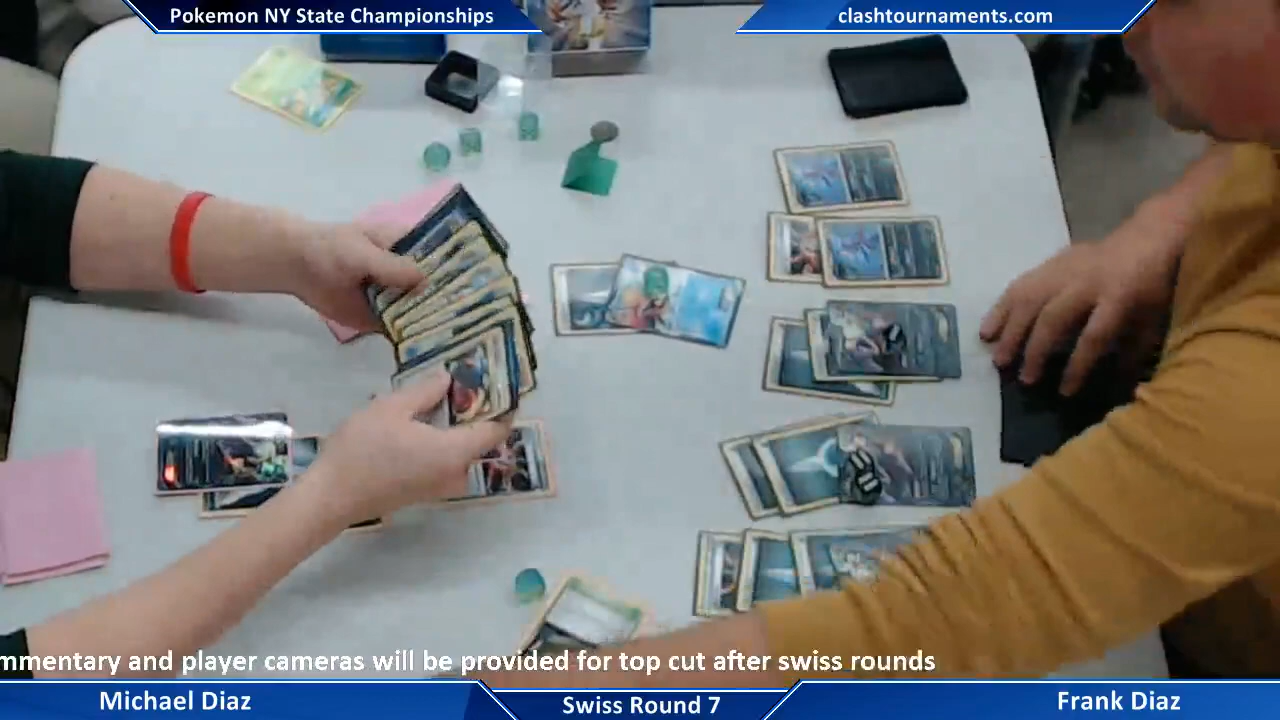 Pokemon NY State Championships
clashtournaments.com
mmentary and player cameras will be provided for top cut after swiss rounds
Michael Diaz
Swiss Round 7
Frank Diaz